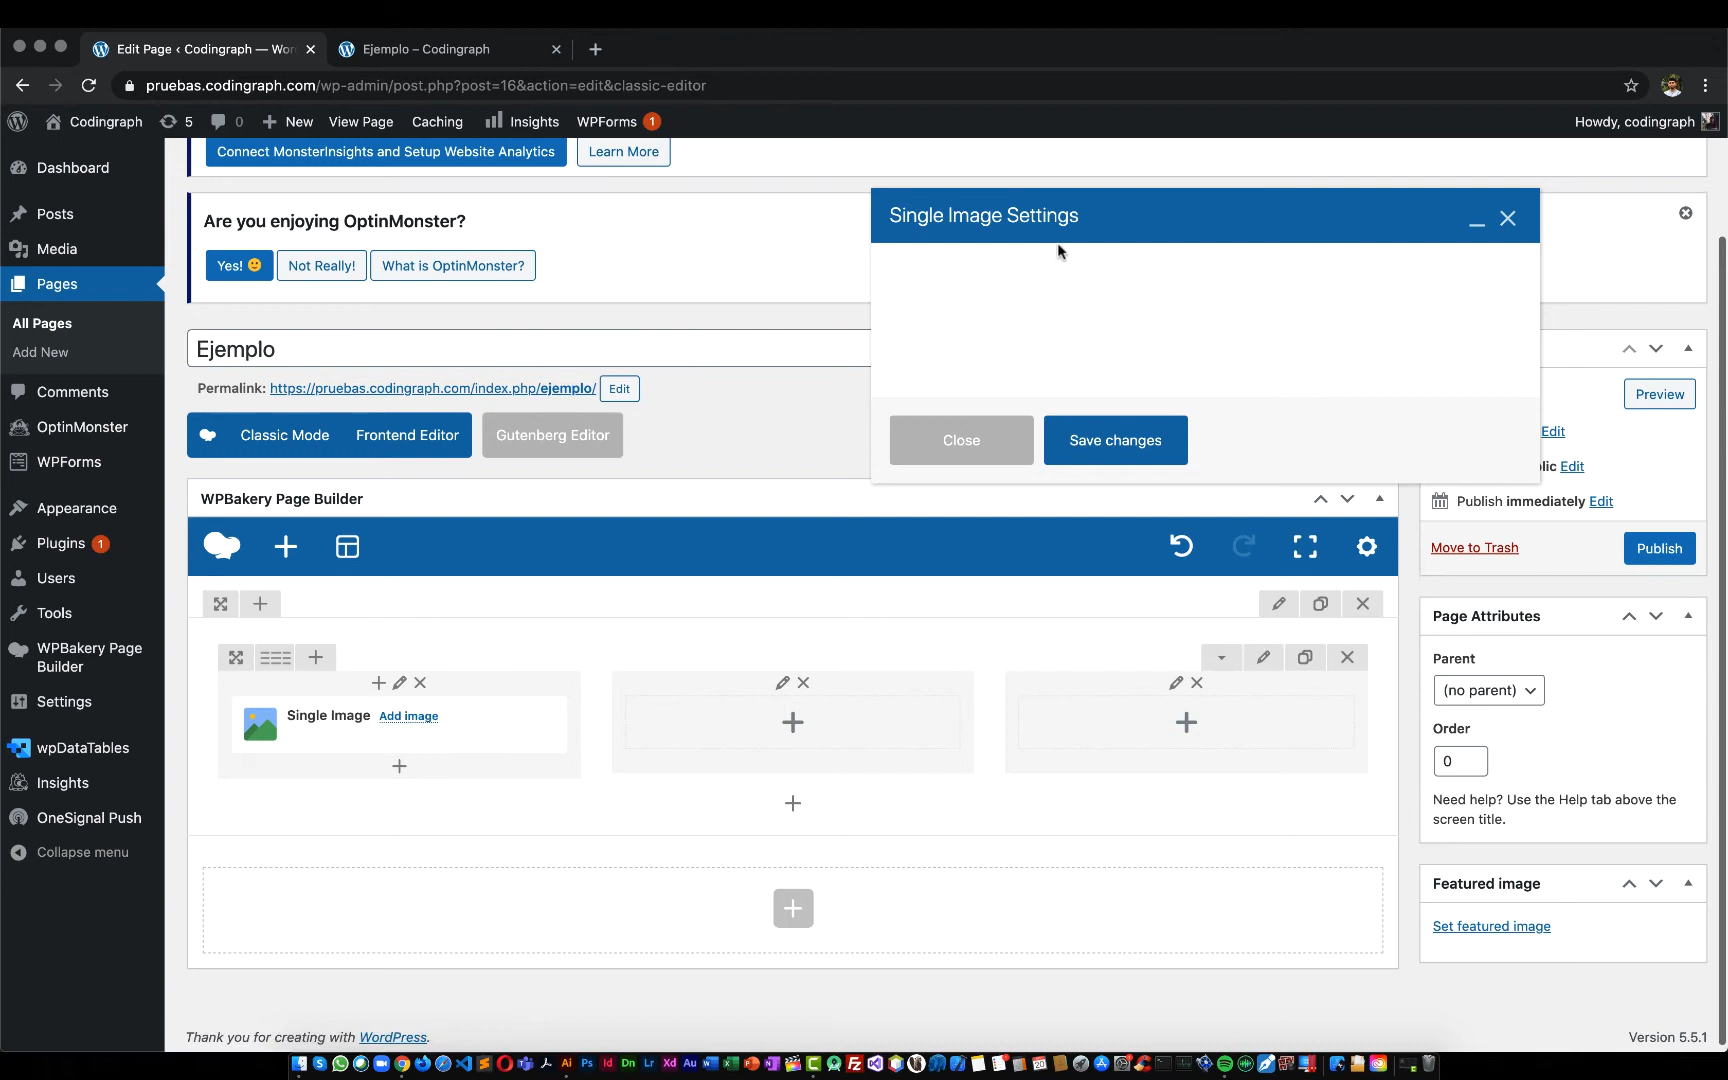 Edit Page ‹ Codingraph — Wor
Ejemplo – Codingraph
pruebas.codingraph.com/wp-admin/post.php?post=16&action=edit&classic-editor
Codingraph
5
0
New
View Page
Caching
Insights
WPForms 1
Howdy, codingraph
Dashboard
Posts
Media
Pages
All Pages
Add New
Comments
OptinMonster
WPForms
Appearance
Plugins 1
Users
Tools
WPBakery Page
Builder
Settings
wpDataTables
Insights
OneSignal Push
Collapse menu
Connect MonsterInsights and Setup Website Analytics
Learn More
Are you enjoying OptinMonster?
Yes! 🙂
Not Really!
What is OptinMonster?
Single Image Settings
Close
Save changes
Ejemplo
Permalink: https://pruebas.codingraph.com/index.php/ejemplo/ Edit
Classic Mode
Frontend Editor
Gutenberg Editor
WPBakery Page Builder
Single Image Add image
Preview
Edit
lic Edit
Publish immediately Edit
Move to Trash
Publish
Page Attributes
Parent
(no parent)
Order
0
Need help? Use the Help tab above the
screen title.
Featured image
Set featured image
Thank you for creating with WordPress.
Version 5.5.1
Ai
Ps
Id
Dn
Lr
Xd
Au